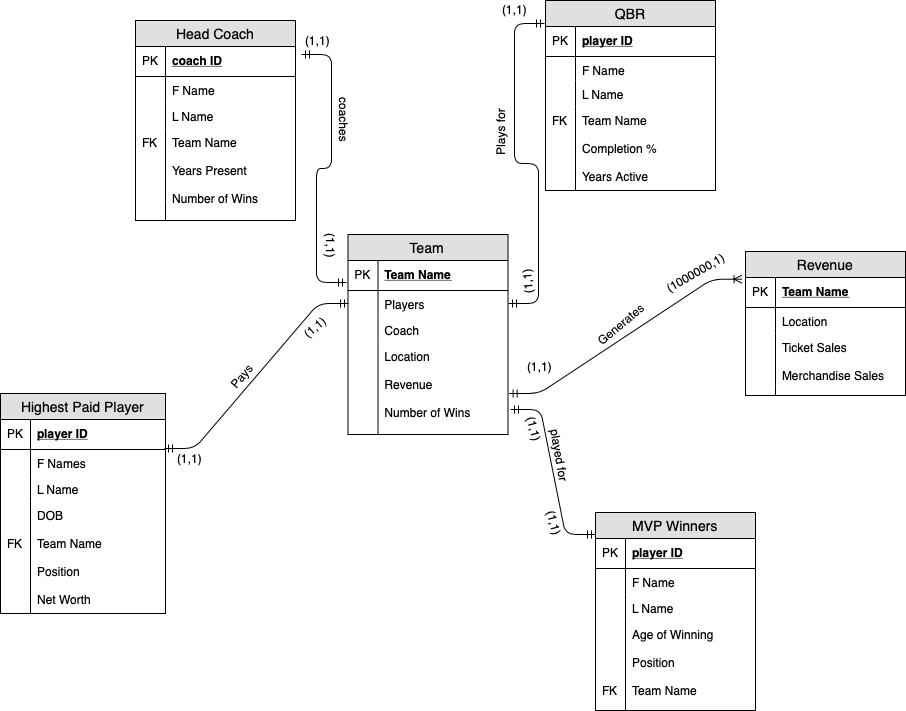 Head Coach
PK coach ID
F Name
L Name
FK Team Name
Years Present
Number of Wins
(1,1)
coaches
(1,1)
QBR
PK player ID
F Name
L Name
FK Team Name
Completion %
Years Active
(1,1)
Plays for
(1,1)
Team
PK Team Name
Players
Coach
Location
Revenue
Number of Wins
Revenue
PK Team Name
Location
Ticket Sales
Merchandise Sales
(1000000,1)
Generates
(1,1)
Highest Paid Player
PK player ID
F Names
L Name
DOB
FK Team Name
Position
Net Worth
(1,1)
Pays
(1,1)
MVP Winners
PK player ID
F Name
L Name
Age of Winning
Position
FK Team Name
(1,1)
played for
(1,1)